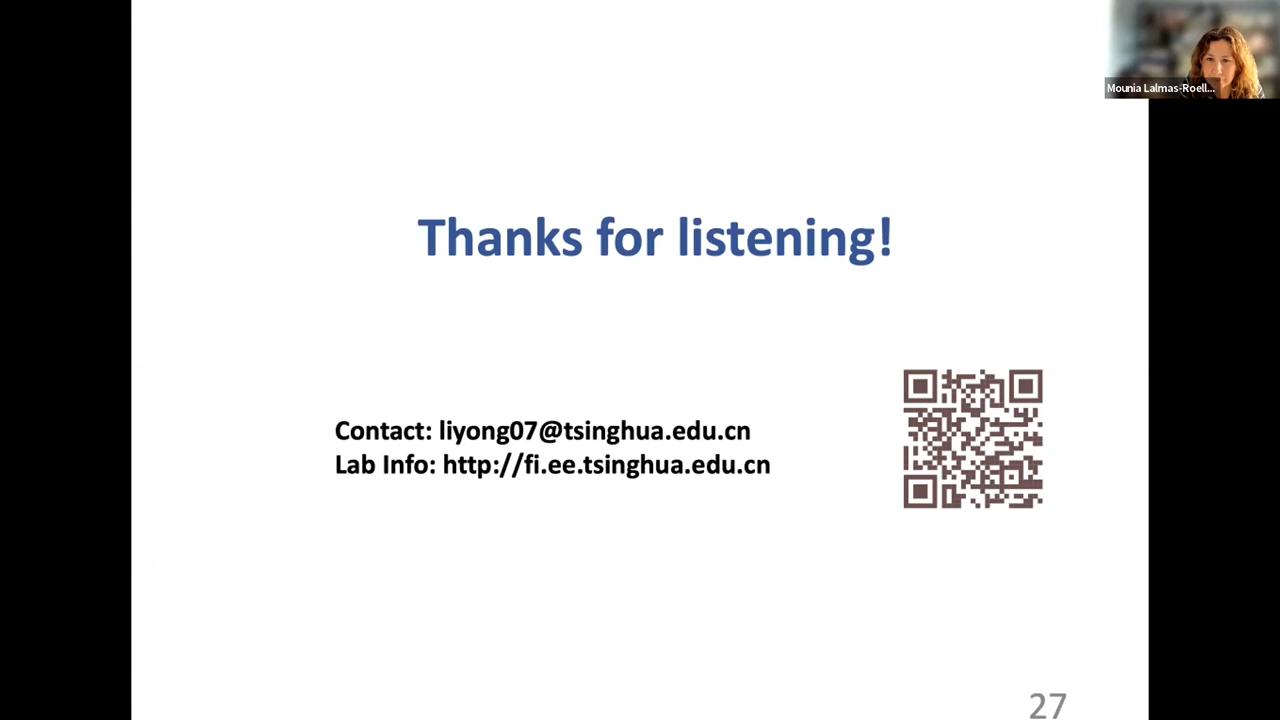 Mounia Lalmas-Roell...
Thanks for listening!
Contact: liyong07@tsinghua.edu.cn
Lab Info: http://fi.ee.tsinghua.edu.cn
27